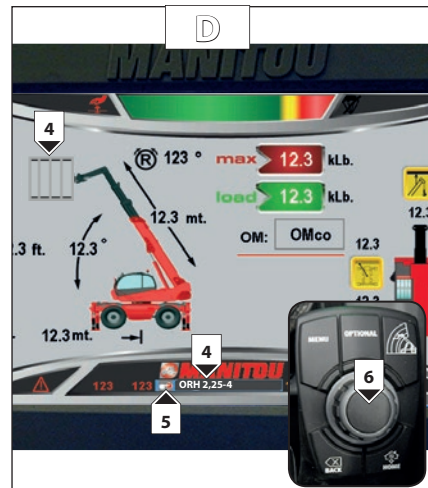 D
MANITOU
4
R 123 °
max 12.3 kLb.
load 12.3 kLb.
12.3 mt.
OM: OMco
12.3
.3 ft.
12.3 °
12.3
12.3mt.
4
MANITOU
123 123 ORH 2,25-4
5
MENU
OPTIONAL
6
BACK
HOME